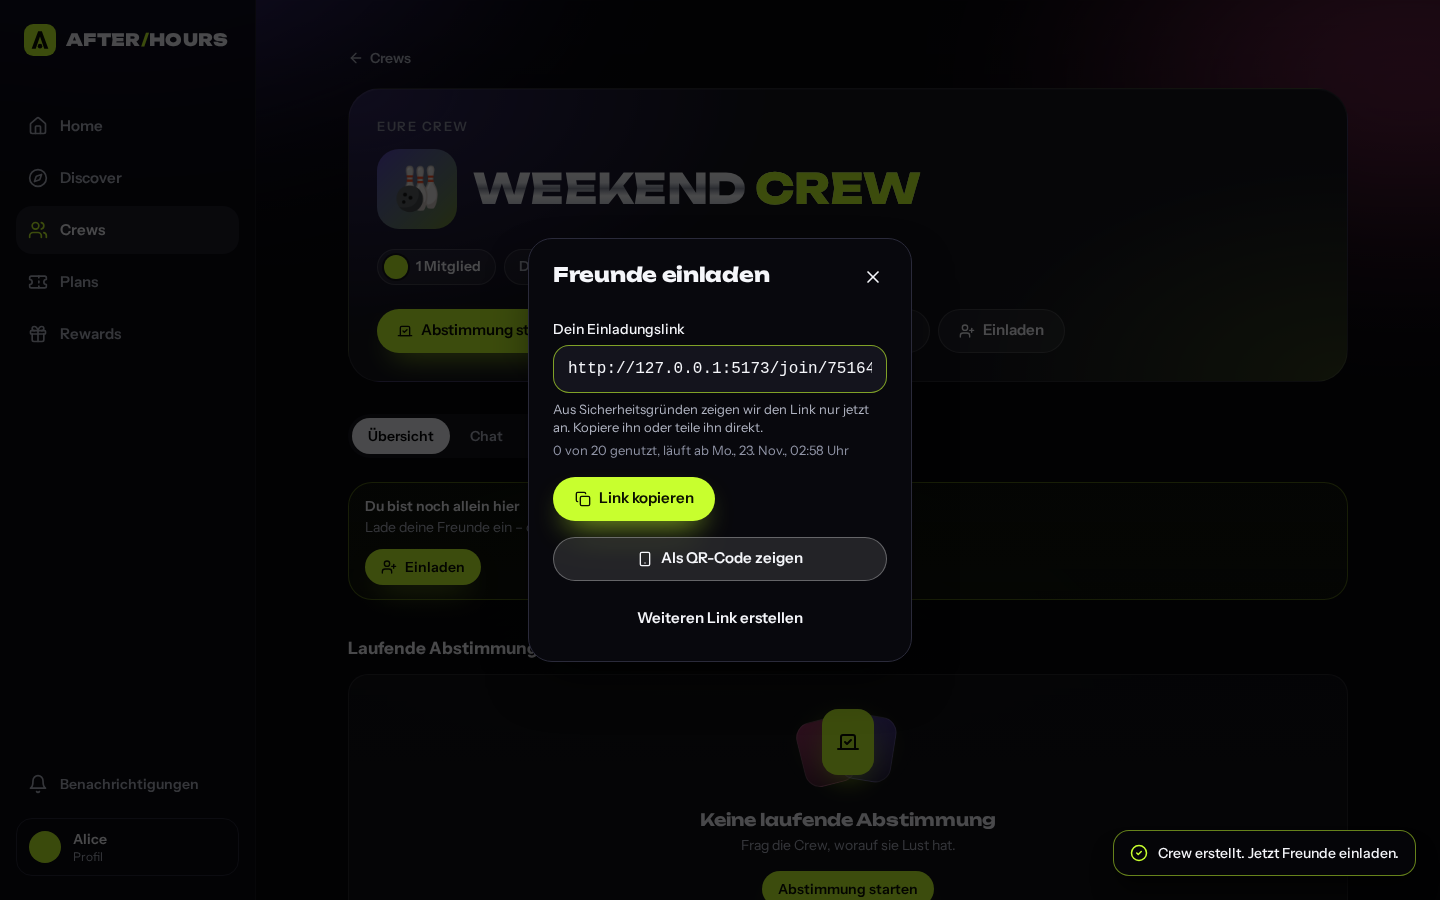 AFTER/HOURS
Home
Discover
Crews
Plans
Rewards
Benachrichtigungen
Alice
Profil
Crews
EURE CREW
WEEKEND CREW
1 Mitglied
Abstimmung
Einladen
Übersicht
Chat
Du bist noch allein hier
Lade deine Freunde ein –
Einladen
Laufende Abstimmung
Keine laufende Abstimmung
Frag die Crew, worauf sie Lust hat.
Abstimmung starten
Freunde einladen
Dein Einladungslink
http://127.0.0.1:5173/join/75164
Aus Sicherheitsgründen zeigen wir den Link nur jetzt
an. Kopiere ihn oder teile ihn direkt.
0 von 20 genutzt, läuft ab Mo., 23. Nov., 02:58 Uhr
Link kopieren
Als QR-Code zeigen
Weiteren Link erstellen
Crew erstellt. Jetzt Freunde einladen.